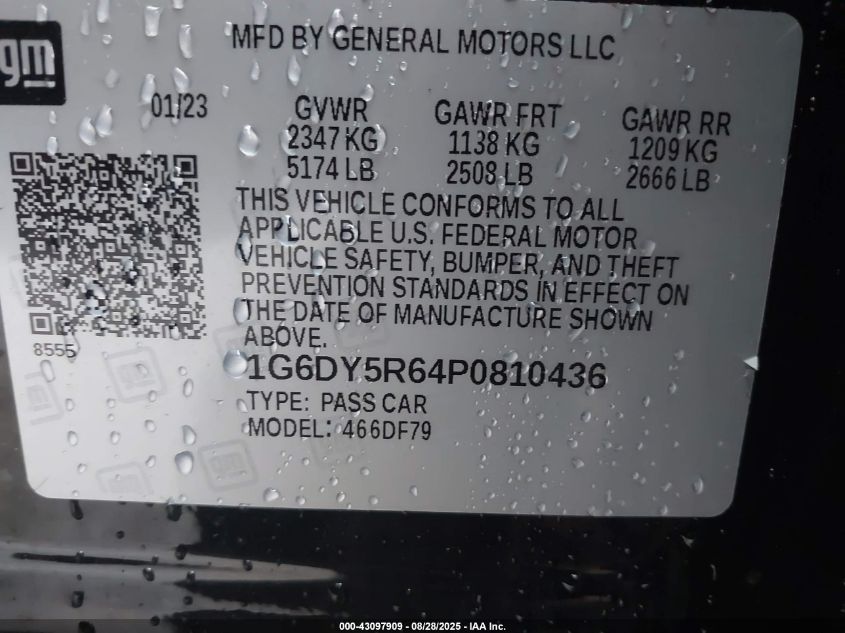 gm
MFD BY GENERAL MOTORS LLC
01/23
GVWR
2347 KG
5174 LB
GAWR FRT
1138 KG
2508 LB
GAWR RR
1209 KG
2666 LB
THIS VEHICLE CONFORMS TO ALL
APPLICABLE U.S. FEDERAL MOTOR
VEHICLE SAFETY, BUMPER, AND THEFT
PREVENTION STANDARDS IN EFFECT ON
THE DATE OF MANUFACTURE SHOWN
ABOVE.
8555
1G6DY5R64P0810436
TYPE: PASS CAR
MODEL: 466DF79
gm
gm
gm
000-43097909 - 08/28/2025 - IAA Inc.